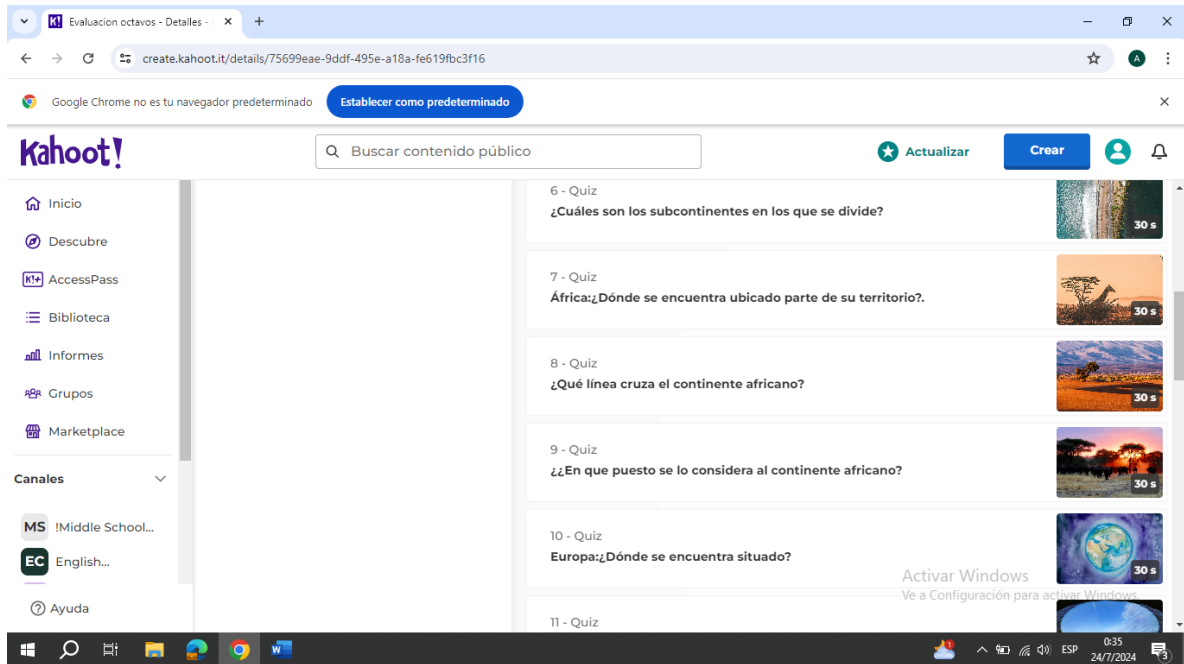 Evaluacion octavos - Detalles -
create.kahoot.it/details/75699eae-9ddf-495e-a18a-fe619fbc3f16
A
Google Chrome no es tu navegador predeterminado
Establecer como predeterminado
Kahoot!
Buscar contenido público
Actualizar
Crear
Inicio
Descubre
K!+ AccessPass
Biblioteca
Informes
Grupos
Marketplace
Canales
MS !Middle School...
EC English...
Ayuda
6 - Quiz
¿Cuáles son los subcontinentes en los que se divide?
30 s
7 - Quiz
África:¿Dónde se encuentra ubicado parte de su territorio?.
30 s
8 - Quiz
¿Qué línea cruza el continente africano?
30 s
9 - Quiz
¿¿En que puesto se lo considera al continente africano?
30 s
10 - Quiz
Europa:¿Dónde se encuentra situado?
30 s
11 - Quiz
Activar Windows
Ve a Configuración para activar Windows.
ESP
0:35
24/7/2024
3